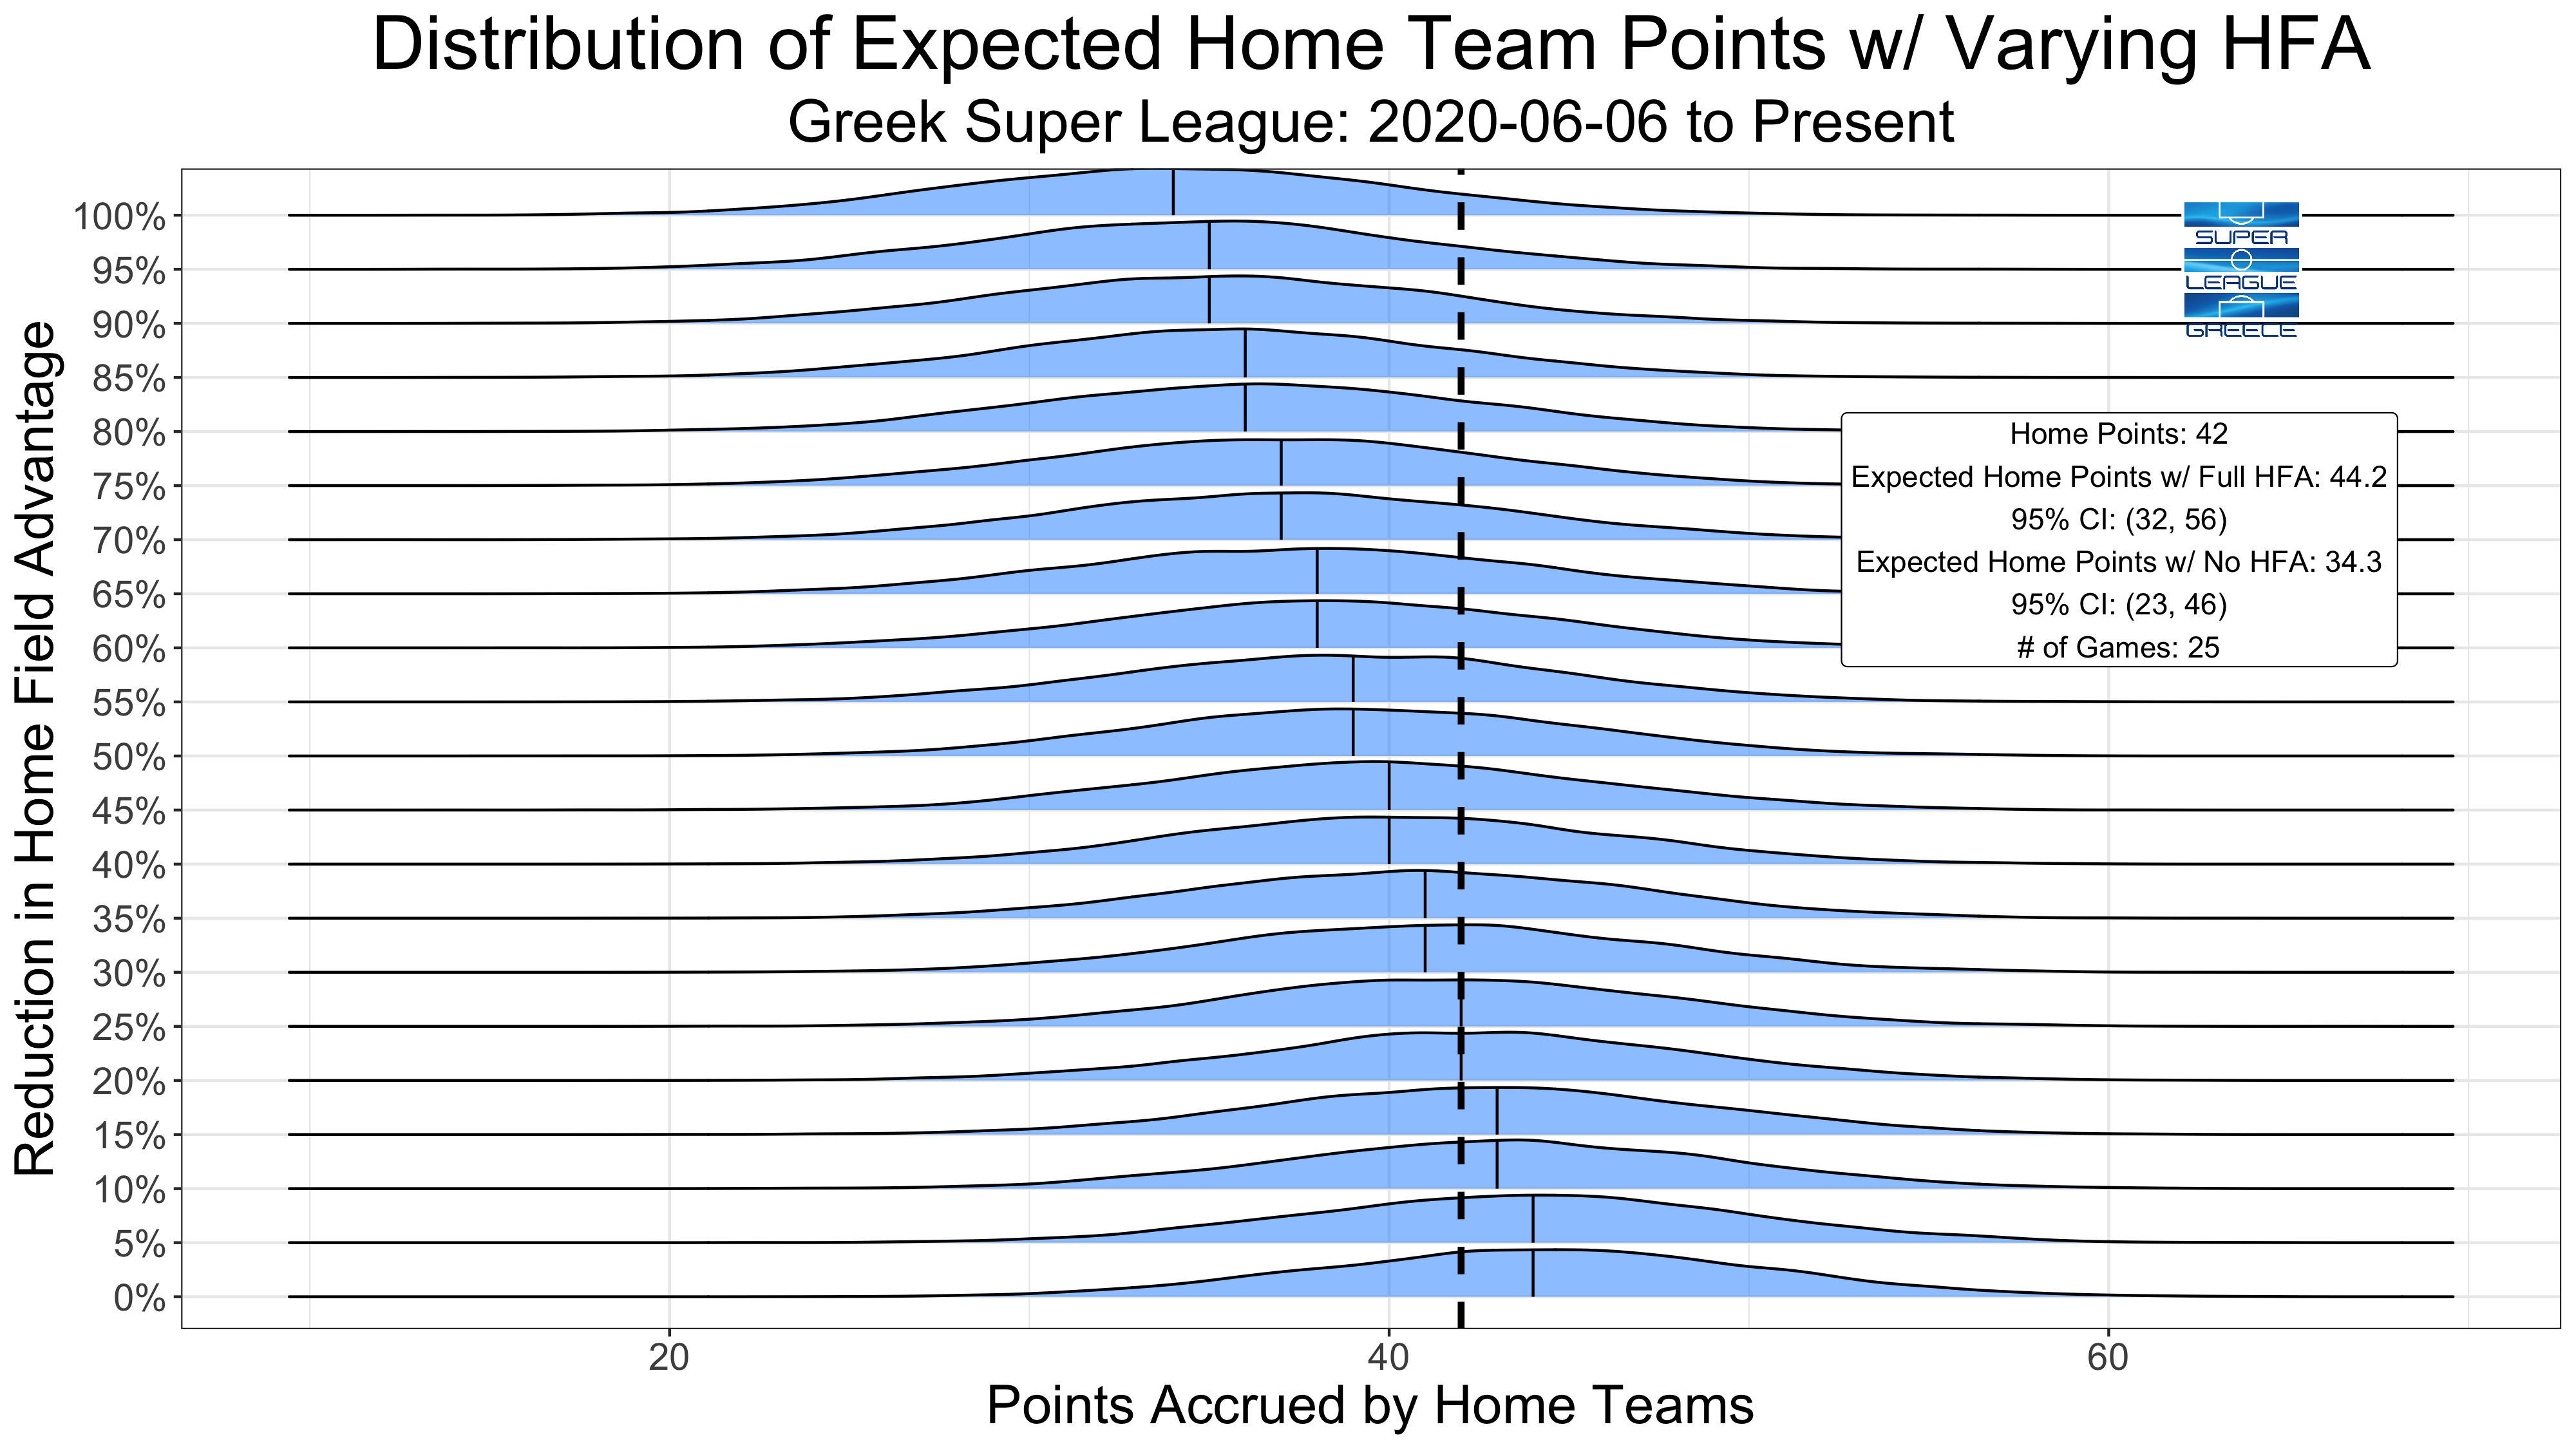 Distribution of Expected Home Team Points w/ Varying HFA
Greek Super League: 2020-06-06 to Present
Reduction in Home Field Advantage
100%
95%
90%
85%
80%
75%
70%
65%
60%
55%
50%
45%
40%
35%
30%
25%
20%
15%
10%
5%
0%
SUPER
LEAGUE
GREECE
Home Points: 42
Expected Home Points w/ Full HFA: 44.2
95% CI: (32, 56)
Expected Home Points w/ No HFA: 34.3
95% CI: (23, 46)
# of Games: 25
20
40
60
Points Accrued by Home Teams